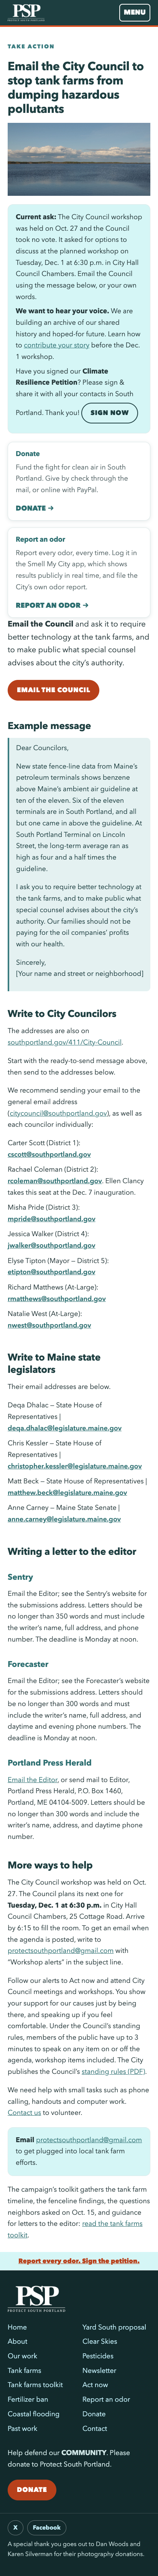 PSP
PROTECT SOUTH PORTLAND
MENU
TAKE ACTION
Email the City Council to
stop tank farms from
dumping hazardous
pollutants
Current ask: The City Council workshop
was held on Oct. 27 and the Council
took no vote. It asked for options to
discuss at the planned workshop on
Tuesday, Dec. 1 at 6:30 p.m. in City Hall
Council Chambers. Email the Council
using the message below, or your own
words.
We want to hear your voice. We are
building an archive of our shared
history and hoped-for future. Learn how
to contribute your story before the Dec.
1 workshop.
Have you signed our Climate
Resilience Petition? Please sign &
share it with all your contacts in South
Portland. Thank you! SIGN NOW
Donate
Fund the fight for clean air in South
Portland. Give by check through the
mail, or online with PayPal.
DONATE →
Report an odor
Report every odor, every time. Log it in
the Smell My City app, which shows
results publicly in real time, and file the
City's own odor report.
REPORT AN ODOR →
Email the Council and ask it to require
better technology at the tank farms, and
to make public what special counsel
advises about the city's authority.
EMAIL THE COUNCIL
Example message
Dear Councilors,
New state fence-line data from Maine's
petroleum terminals shows benzene
above Maine's ambient air guideline at
ten of the eleven. Six of the eleven
terminals are in South Portland, and all
but one came in above the guideline. At
South Portland Terminal on Lincoln
Street, the long-term average ran as
high as four and a half times the
guideline.
I ask you to require better technology at
the tank farms, and to make public what
special counsel advises about the city's
authority. Our families should not be
paying for the oil companies' profits
with our health.
Sincerely,
[Your name and street or neighborhood]
Write to City Councilors
The addresses are also on
southportland.gov/411/City-Council.
Start with the ready-to-send message above,
then send to the addresses below.
We recommend sending your email to the
general email address
(citycouncil@southportland.gov), as well as
each councilor individually:
Carter Scott (District 1):
cscott@southportland.gov
Rachael Coleman (District 2):
rcoleman@southportland.gov. Ellen Clancy
takes this seat at the Dec. 7 inauguration.
Misha Pride (District 3):
mpride@southportland.gov
Jessica Walker (District 4):
jwalker@southportland.gov
Elyse Tipton (Mayor – District 5):
etipton@southportland.gov
Richard Matthews (At-Large):
rmatthews@southportland.gov
Natalie West (At-Large):
nwest@southportland.gov
Write to Maine state
legislators
Their email addresses are below.
Deqa Dhalac – State House of
Representatives |
deqa.dhalac@legislature.maine.gov
Chris Kessler – State House of
Representatives |
christopher.kessler@legislature.maine.gov
Matt Beck – State House of Representatives |
matthew.beck@legislature.maine.gov
Anne Carney – Maine State Senate |
anne.carney@legislature.maine.gov
Writing a letter to the editor
Sentry
Email the Editor; see the Sentry's website for
the submissions address. Letters should be
no longer than 350 words and must include
the writer's name, full address, and phone
number. The deadline is Monday at noon.
Forecaster
Email the Editor; see the Forecaster's website
for the submissions address. Letters should
be no longer than 300 words and must
include the writer's name, full address, and
daytime and evening phone numbers. The
deadline is Monday at noon.
Portland Press Herald
Email the Editor, or send mail to Editor,
Portland Press Herald, P.O. Box 1460,
Portland, ME 04104-5009. Letters should be
no longer than 300 words and include the
writer's name, address, and daytime phone
number.
More ways to help
The City Council workshop was held on Oct.
27. The Council plans its next one for
Tuesday, Dec. 1 at 6:30 p.m. in City Hall
Council Chambers, 25 Cottage Road. Arrive
by 6:15 to fill the room. To get an email when
the agenda is posted, write to
protectsouthportland@gmail.com with
"Workshop alerts" in the subject line.
Follow our alerts to Act now and attend City
Council meetings and workshops. You show
your support for our causes just by being
there, and speaking up if you feel
comfortable. Under the Council's standing
rules, members of the public have up to 3
minutes to speak on any item on or off the
agenda, workshop items included. The City
publishes the Council's standing rules (PDF).
We need help with small tasks such as phone
calling, handouts and computer work.
Contact us to volunteer.
Email protectsouthportland@gmail.com
to get plugged into local tank farm
efforts.
The campaign's toolkit gathers the tank farm
timeline, the fenceline findings, the questions
neighbors asked on Oct. 15, and guidance
for letters to the editor: read the tank farms
toolkit.
Report every odor. Sign the petition.
PSP
PROTECT SOUTH PORTLAND
Home
About
Our work
Tank farms
Tank farms toolkit
Fertilizer ban
Coastal flooding
Past work
Yard South proposal
Clear Skies
Pesticides
Newsletter
Act now
Report an odor
Donate
Contact
Help defend our COMMUNITY. Please
donate to Protect South Portland.
DONATE
X
Facebook
A special thank you goes out to Dan Woods and
Karen Silverman for their photography donations.